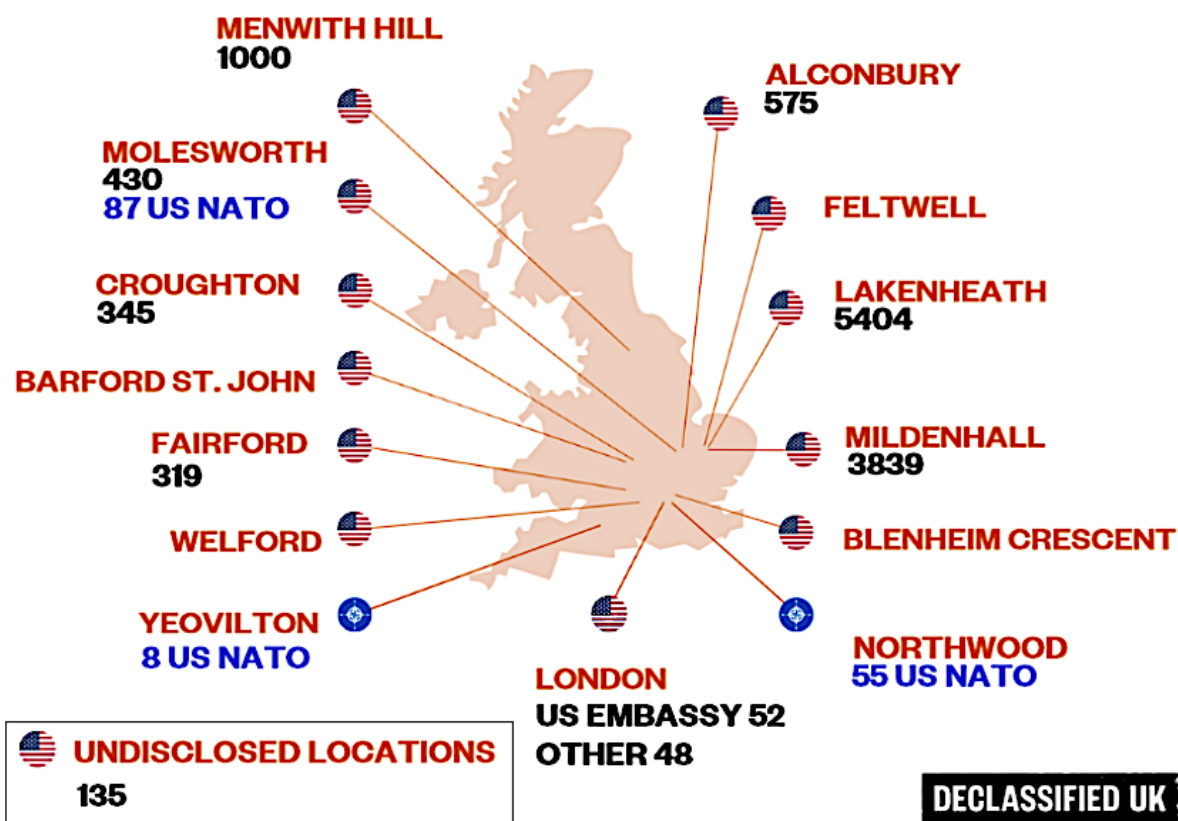 MENWITH HILL
1000
ALCONBURY
575
MOLESWORTH
430
87 US NATO
FELTWELL
CROUGHTON
345
LAKENHEATH
5404
BARFORD ST. JOHN
FAIRFORD
319
MILDENHALL
3839
WELFORD
BLENHEIM CRESCENT
YEOVILTON
8 US NATO
NORTHWOOD
55 US NATO
LONDON
US EMBASSY 52
OTHER 48
UNDISCLOSED LOCATIONS
135
DECLASSIFIED UK